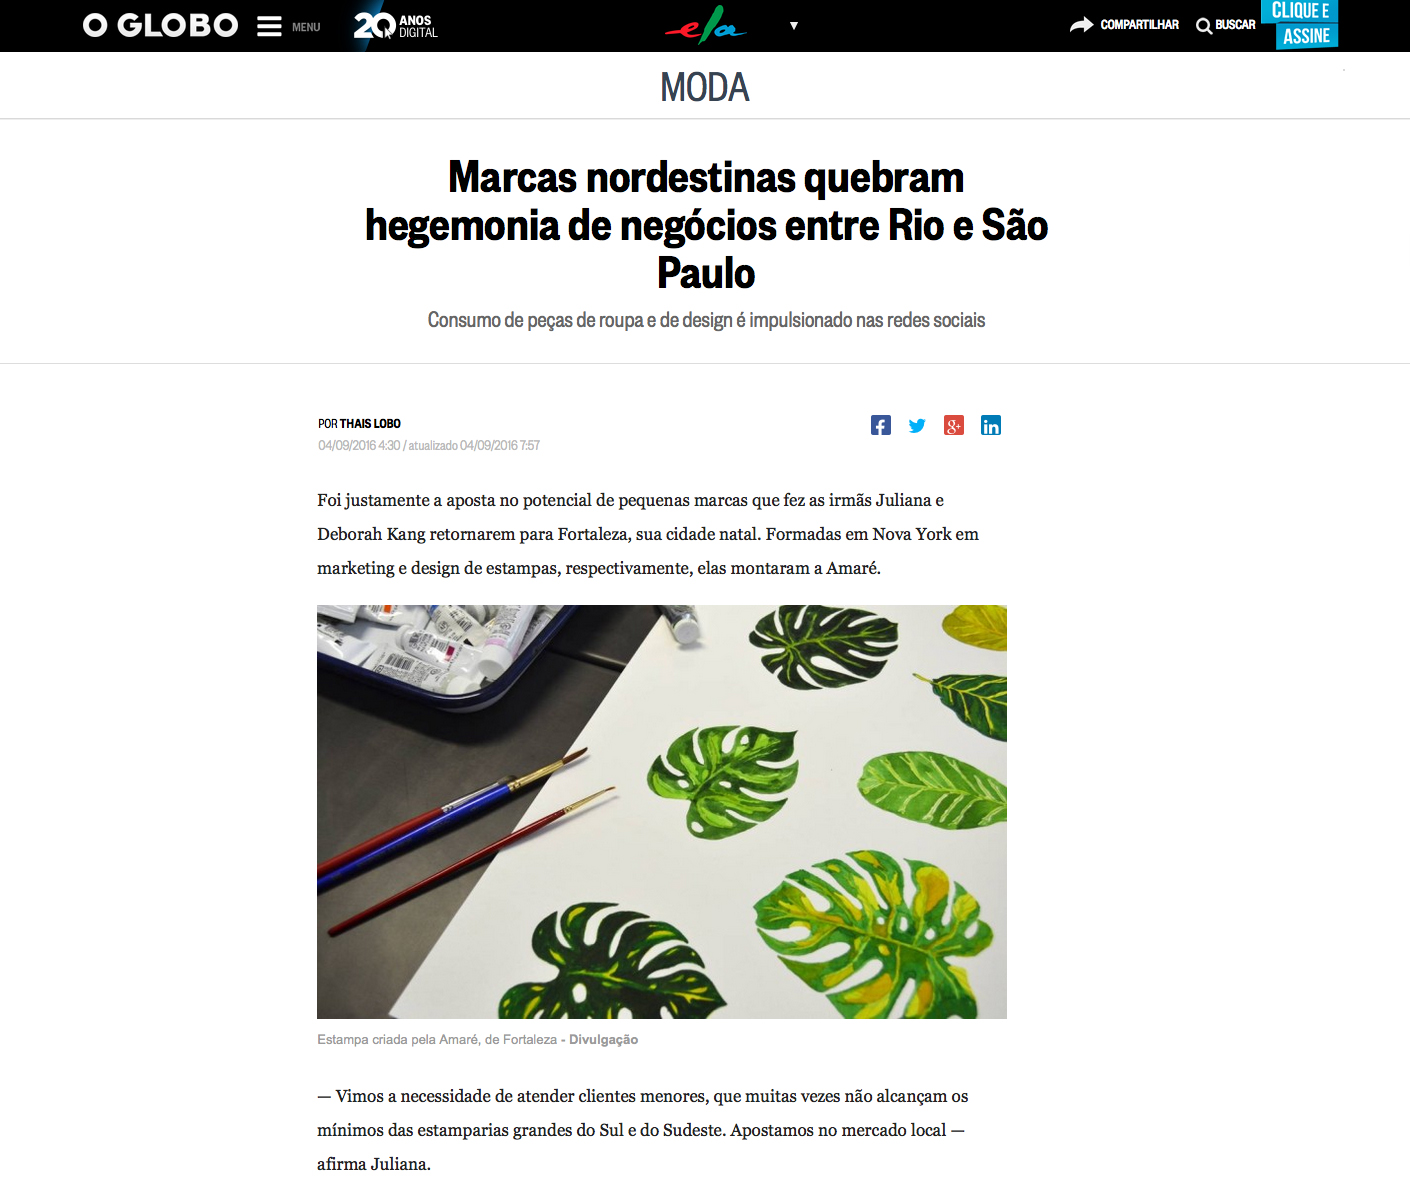 O GLOBO MENU 20 ANOS DIGITAL ela ▼ COMPARTILHAR BUSCAR CLIQUE E ASSINE
MODA
Marcas nordestinas quebram
hegemonia de negócios entre Rio e São
Paulo
Consumo de peças de roupa e de design é impulsionado nas redes sociais
POR THAIS LOBO
04/09/2016 4:30 / atualizado 04/09/2016 7:57
Foi justamente a aposta no potencial de pequenas marcas que fez as irmãs Juliana e
Deborah Kang retornarem para Fortaleza, sua cidade natal. Formadas em Nova York em
marketing e design de estampas, respectivamente, elas montaram a Amaré.
Estampa criada pela Amaré, de Fortaleza - Divulgação
— Vimos a necessidade de atender clientes menores, que muitas vezes não alcançam os
mínimos das estamparias grandes do Sul e do Sudeste. Apostamos no mercado local —
afirma Juliana.